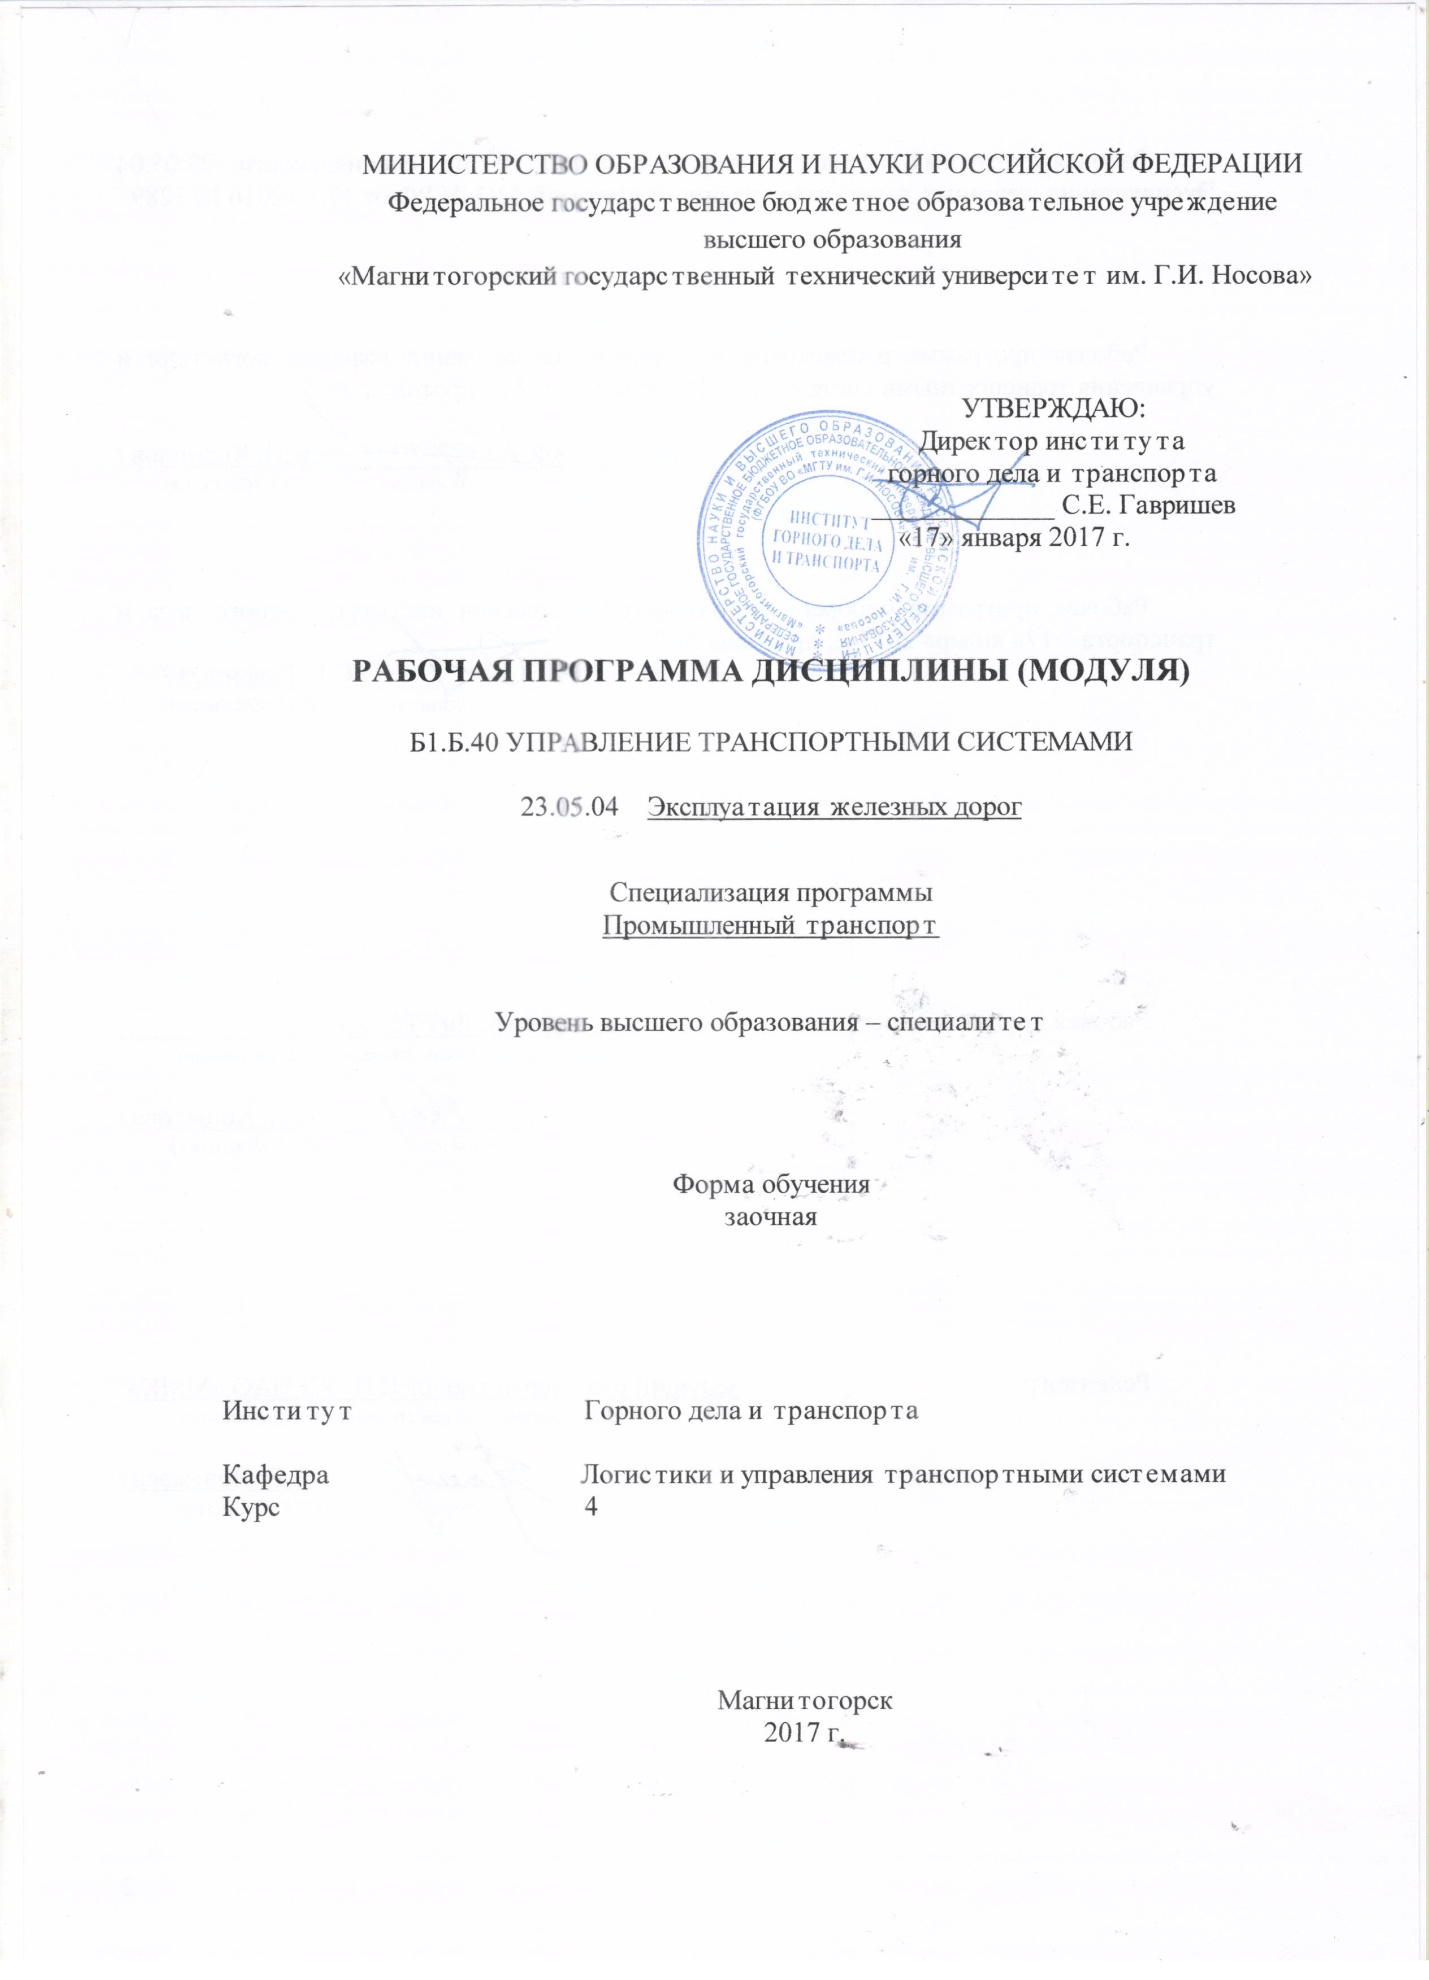 МИНИСТЕРСТВО ОБРАЗОВАНИЯ И НАУКИ РОССИЙСКОЙ ФЕДЕРАЦИИ
Федеральное государственное бюджетное образовательное учреждение
высшего образования
«Магнитогорский государственный технический университет им. Г.И. Носова»
УТВЕРЖДАЮ:
Директор института
горного дела и транспорта
С.Е. Гавришев
«17» января 2017 г.
ИНСТИТУТ
ГОРНОГО ДЕЛА
И ТРАНСПОРТА
РАБОЧАЯ ПРОГРАММА ДИСЦИПЛИНЫ (МОДУЛЯ)
Б1.Б.40 УПРАВЛЕНИЕ ТРАНСПОРТНЫМИ СИСТЕМАМИ
23.05.04 Эксплуатация железных дорог
Специализация программы
Промышленный транспорт
Уровень высшего образования – специалитет
Форма обучения
заочная
Институт Горного дела и транспорта
Кафедра Логистики и управления транспортными системами
Курс 4
Магнитогорск
2017 г.